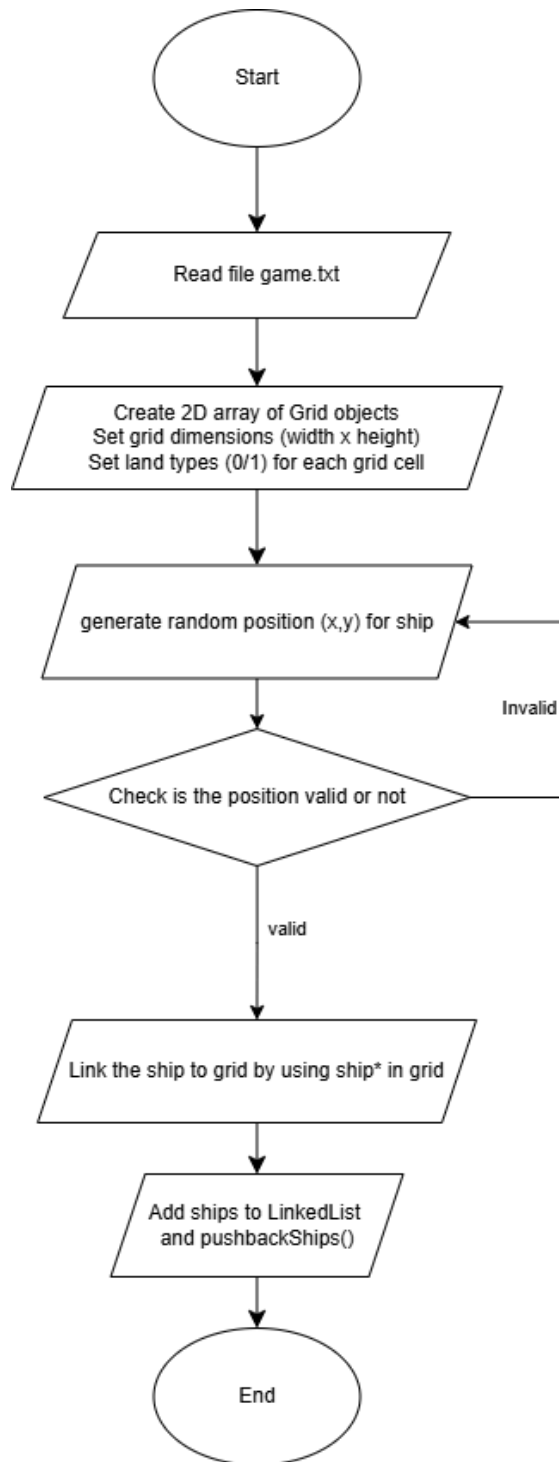 Start
Read file game.txt
Create 2D array of Grid objects
Set grid dimensions (width x height)
Set land types (0/1) for each grid cell
generate random position (x,y) for ship
Invalid
Check is the position valid or not
valid
Link the ship to grid by using ship* in grid
Add ships to LinkedList
and pushbackShips()
End